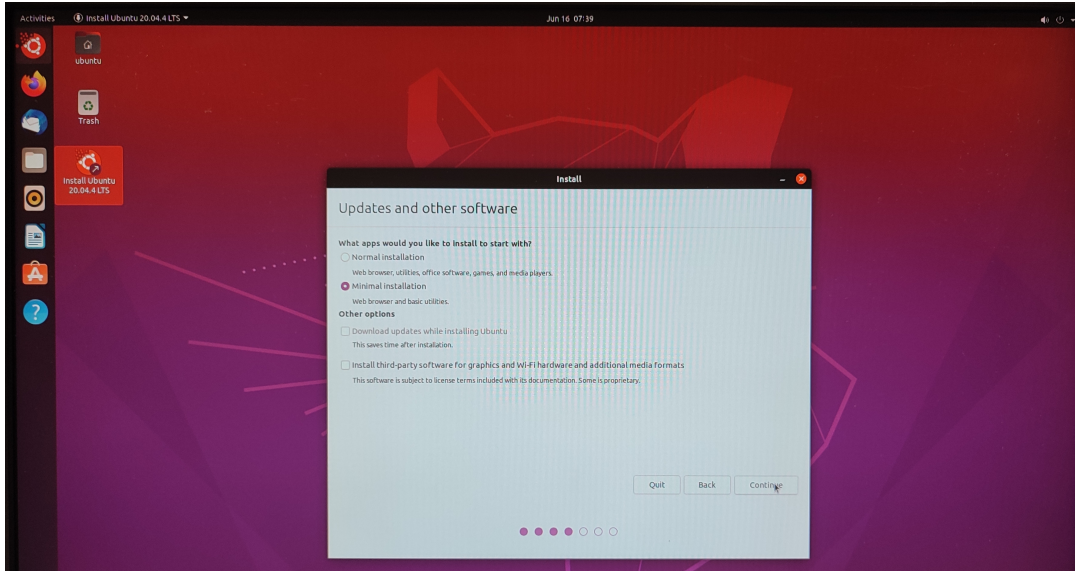 Activities
Install Ubuntu 20.04.4 LTS
Jun 16 07:39
ubuntu
Trash
Install Ubuntu
20.04.4 LTS
Install
Updates and other software
What apps would you like to install to start with?
Normal installation
Web browser, utilities, office software, games, and media players.
Minimal installation
Web browser and basic utilities.
Other options
Download updates while installing Ubuntu
This saves time after installation.
Install third-party software for graphics and Wi-Fi hardware and additional media formats
This software is subject to license terms included with its documentation. Some is proprietary.
Quit
Back
Continue